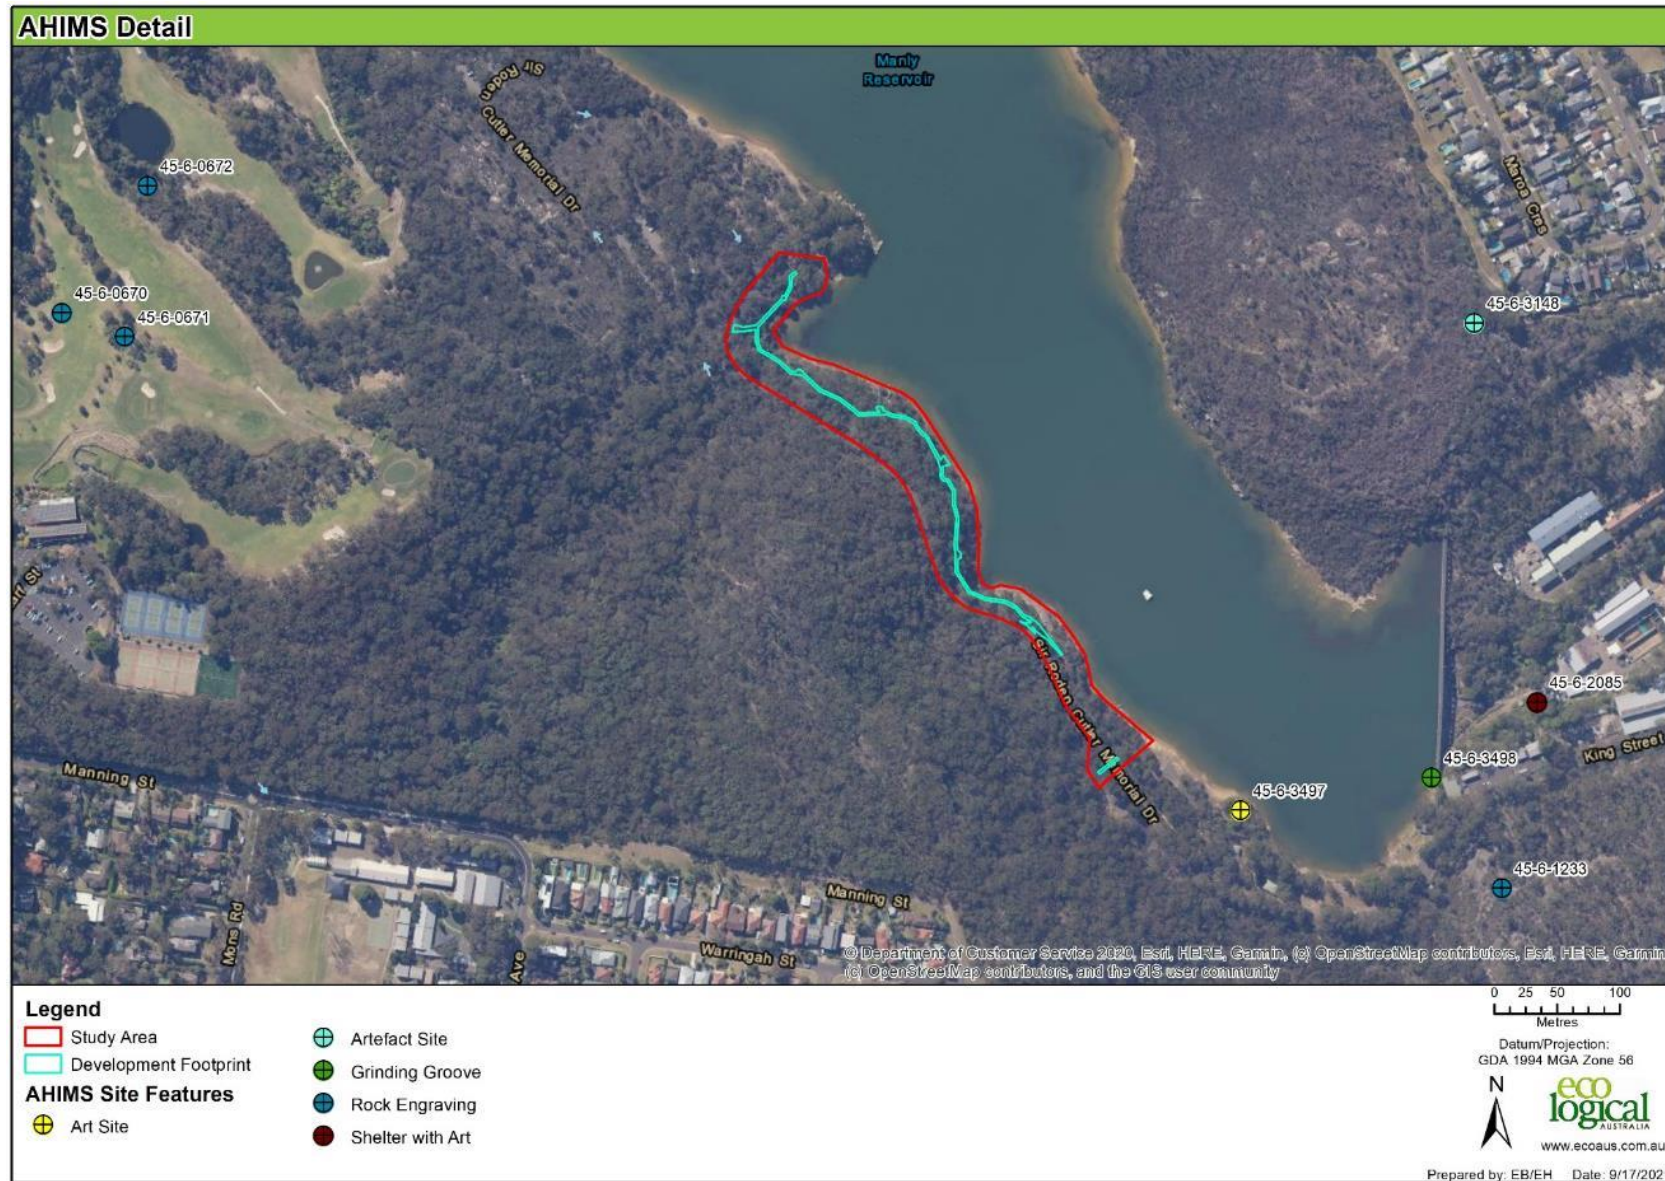 AHIMS Detail
Manly
Reservoir
Sir Roden
Cutler Memorial Dr
45-6-0672
Maroa Cres
45-6-0670
45-6-0671
45-6-3148
Sir Roden Cutler Memorial Dr
45-6-2085
King Street
45-6-3498
45-6-3497
45-6-1233
Manning St
Mons Rd
Ave
Manning St
Warringah St
© Department of Customer Service 2020, Esri, HERE, Garmin, (c) OpenStreetMap contributors, Esri, HERE, Garmin,
(c) OpenStreetMap contributors, and the GIS user community
Legend
Study Area
Development Footprint
AHIMS Site Features
Art Site
Artefact Site
Grinding Groove
Rock Engraving
Shelter with Art
0 25 50 100
Metres
Datum/Projection:
GDA 1994 MGA Zone 56
N
eco
logical
AUSTRALIA
www.ecoaus.com.au
Prepared by: EB/EH Date: 9/17/202